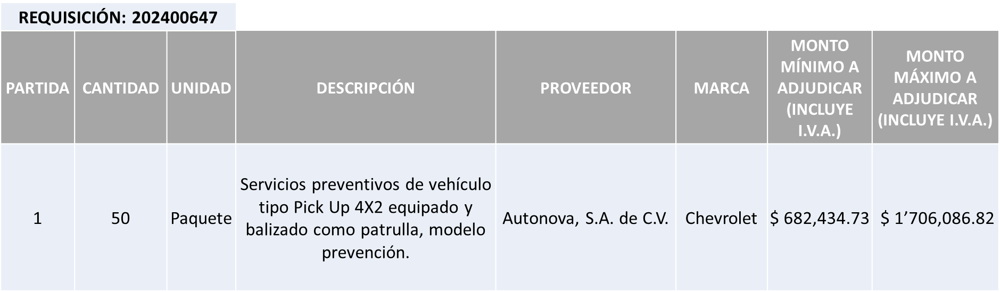 REQUISICIÓN: 202400647
PARTIDA
CANTIDAD
UNIDAD
DESCRIPCIÓN
PROVEEDOR
MARCA
MONTO
MÍNIMO A
ADJUDICAR
(INCLUYE
I.V.A.)
MONTO
MÁXIMO A
ADJUDICAR
(INCLUYE I.V.A.)
1
50
Paquete
Servicios preventivos de vehículo
tipo Pick Up 4X2 equipado y
balizado como patrulla, modelo
prevención.
Autonova, S.A. de C.V.
Chevrolet
$ 682,434.73
$ 1’706,086.82